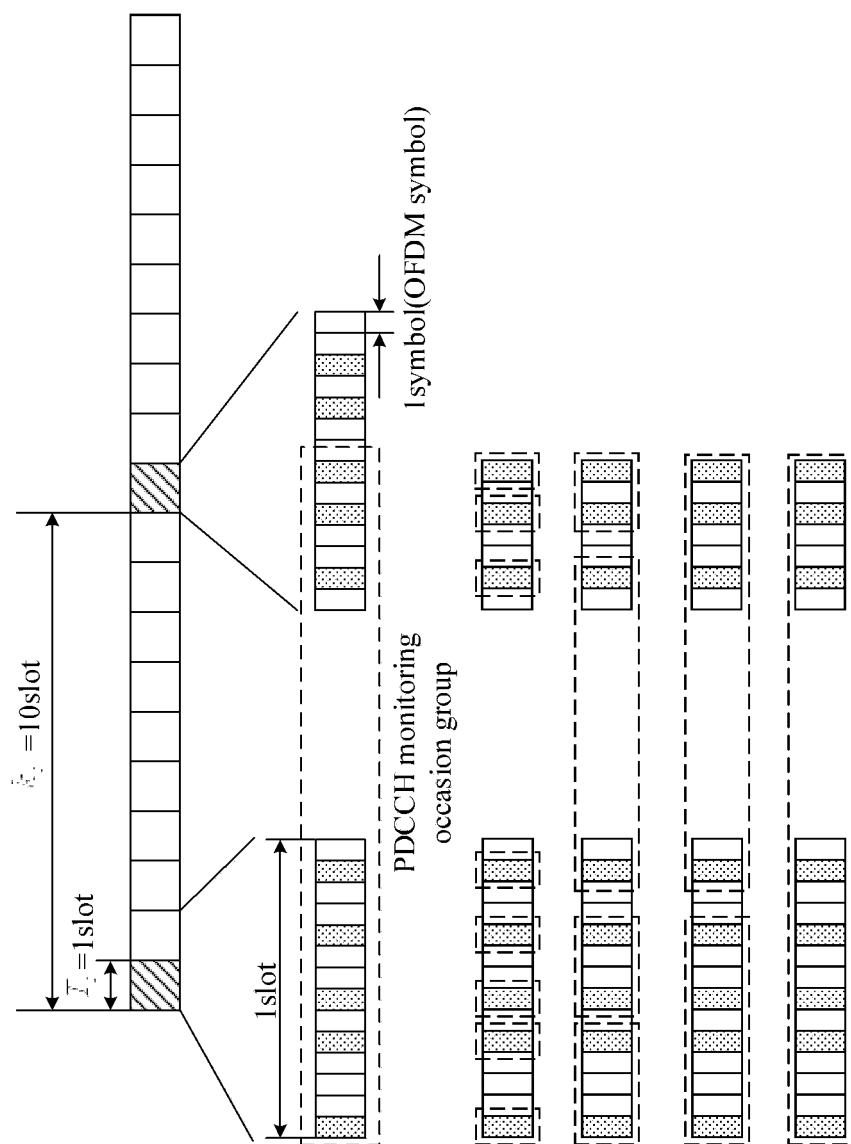 =10slot
=1slot
1slot
1symbol(OFDM symbol)
PDCCH monitoring
occasion group